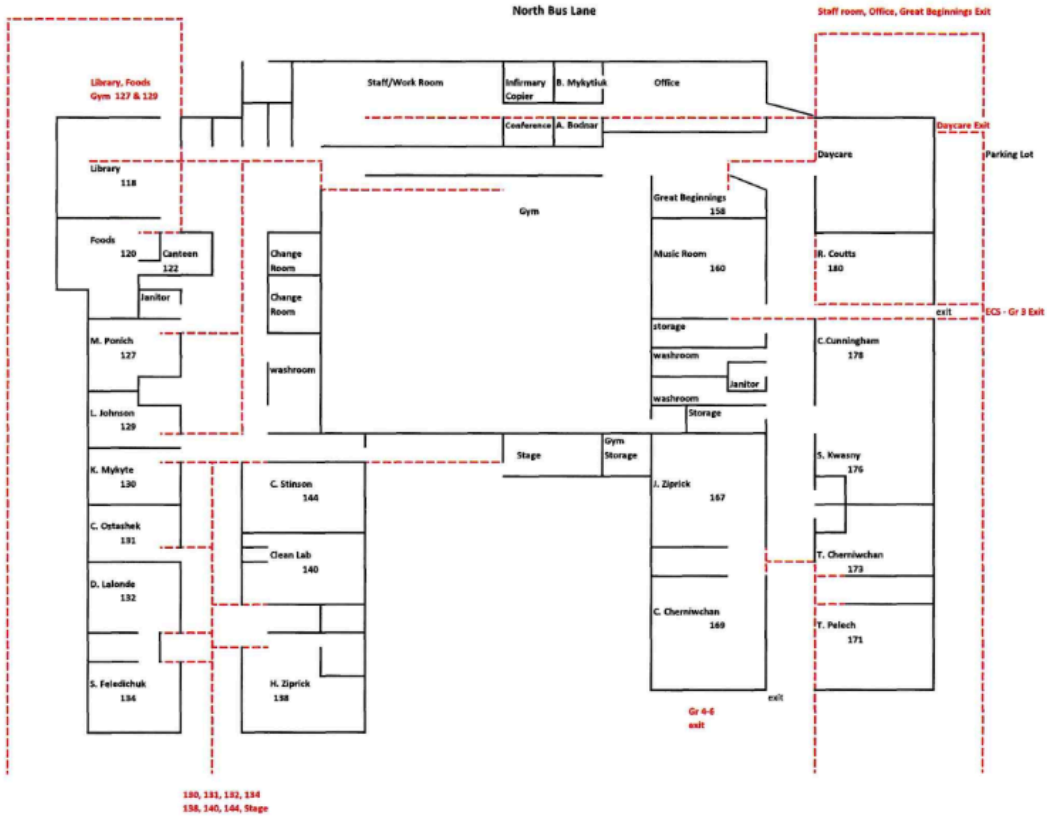 North Bus Lane
Staff room, Office, Great Beginnings Exit
Library, Foods
Gym 127 & 129
Staff/Work Room
Infirmary
Copier
B. Mykytiuk
Office
Conference
A. Bodnar
Daycare Exit
Library
118
Daycare
Parking Lot
Gym
Great Beginnings
158
Foods
120
Canteen
122
Change
Room
Music Room
160
R. Coutts
180
Janitor
Change
Room
exit
ECS - Gr 3 Exit
M. Ponich
127
storage
C.Cunningham
178
washroom
washroom
Janitor
washroom
L. Johnson
129
Storage
K. Mykyte
130
C. Stinson
144
Stage
Gym
Storage
J. Ziprick
167
S. Kwasny
176
C. Ostashek
131
Clean Lab
140
T. Cherniwchan
173
D. Lalonde
132
C. Cherniwchan
169
T. Pelech
171
S. Feledichuk
134
H. Ziprick
138
exit
Gr 4-6
exit
130, 131, 132, 134
138, 140, 144, Stage